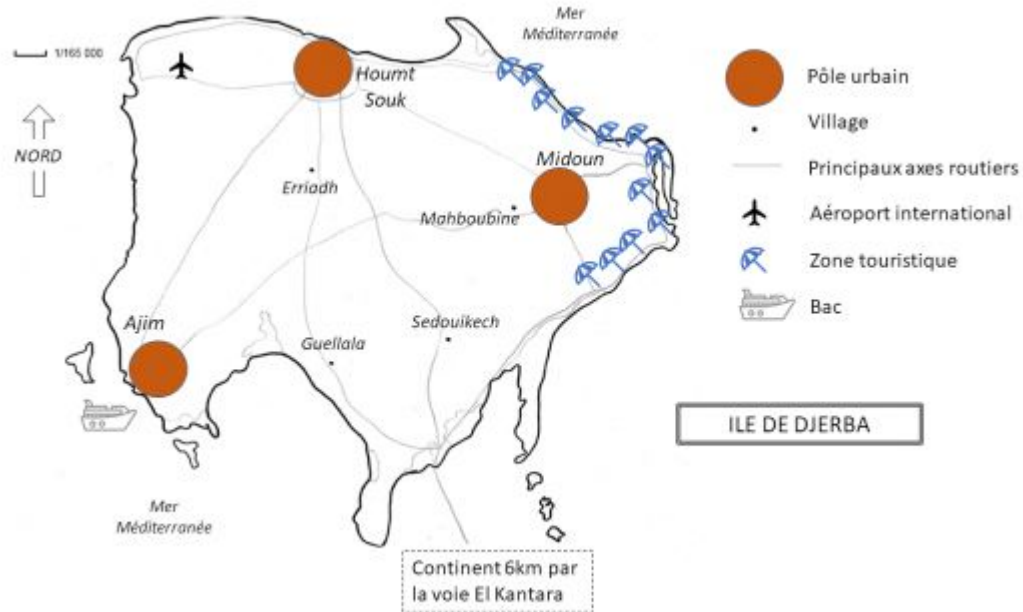 Mer
Méditerranée
1/165 000
NORD
Houmt
Souk
Erriadh
Midoun
Mahboubine
Ajim
Guellala
Sedouikech
Mer
Méditerranée
Continent 6km par
la voie El Kantara
Pôle urbain
Village
Principaux axes routiers
Aéroport international
Zone touristique
Bac
ILE DE DJERBA